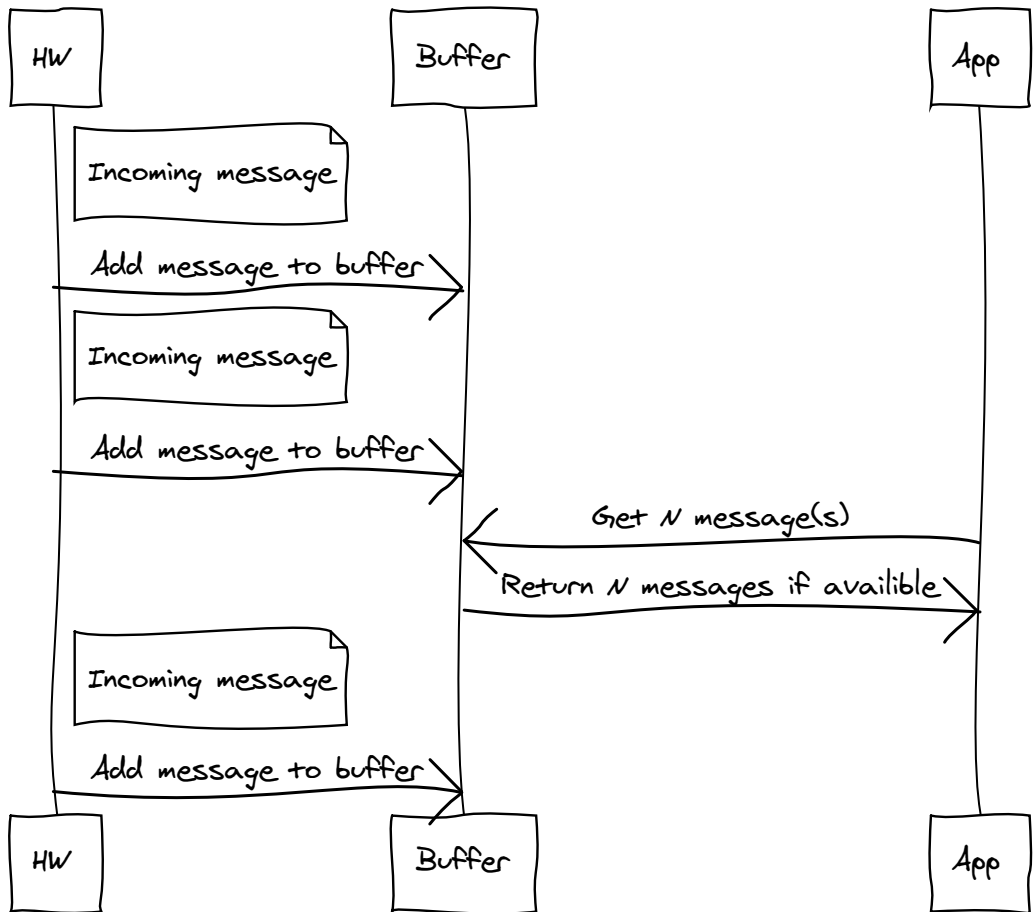 HW
Buffer
App
Incoming message
Add message to buffer
Incoming message
Add message to buffer
Get N message(s)
Return N messages if availible
Incoming message
Add message to buffer
HW
Buffer
App